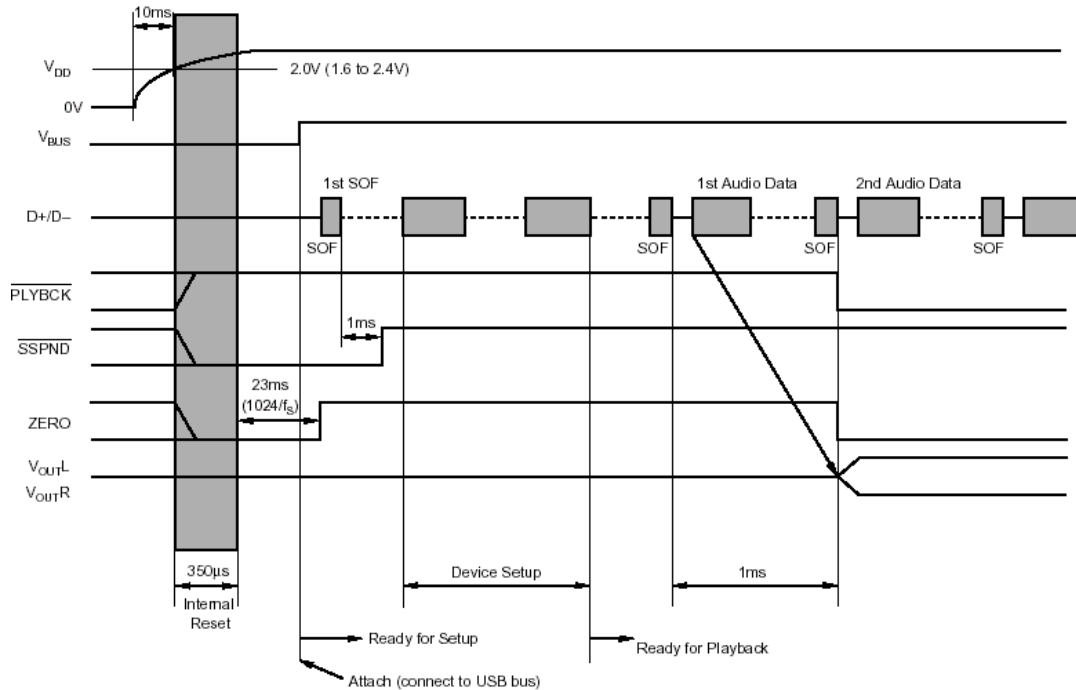 10ms
VDD
2.0V (1.6 to 2.4V)
0V
VBUS
1st SOF
1st Audio Data
2nd Audio Data
D+/D–
SOF
SOF
SOF
SOF
PLYBCK
1ms
SSPND
23ms
(1024/fS)
ZERO
VOUTL
VOUTR
350µs
Device Setup
1ms
Internal
Reset
Ready for Setup
Ready for Playback
Attach (connect to USB bus)